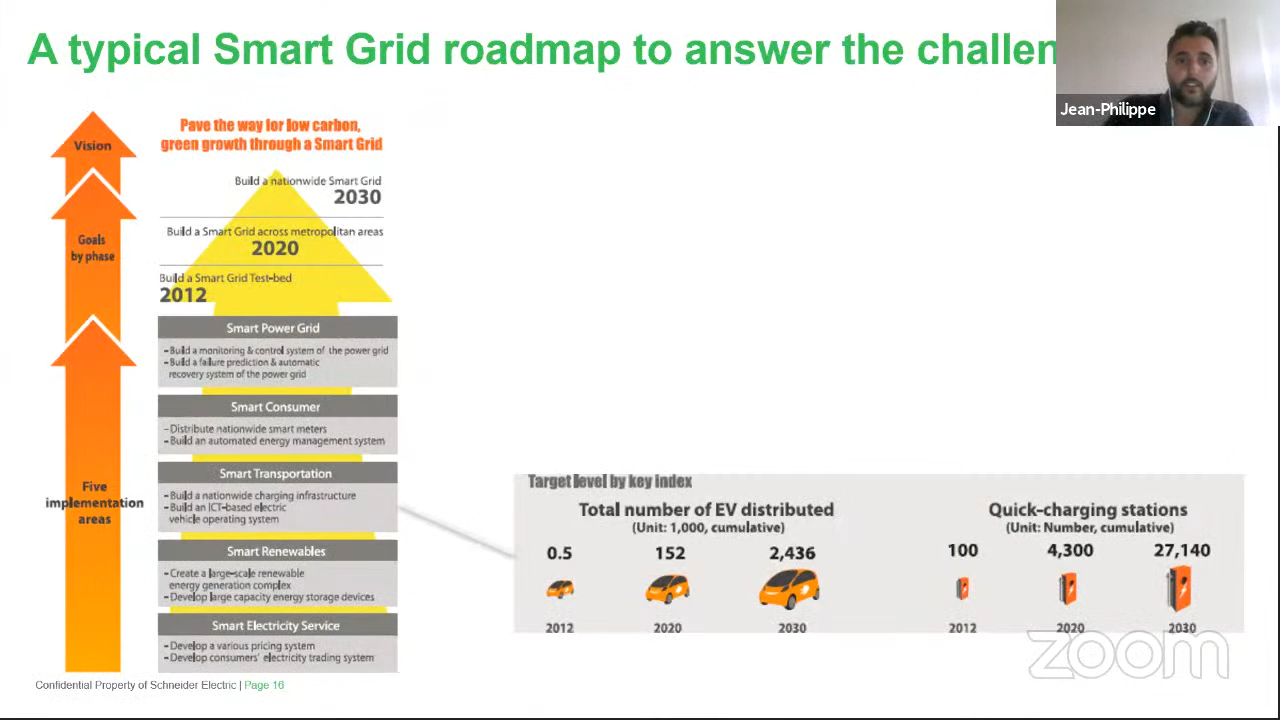 A typical Smart Grid roadmap to answer the challen
Jean-Philippe
Vision
Pave the way for low carbon,
green growth through a Smart Grid
Build a nationwide Smart Grid
2030
Goals
by phase
Build a Smart Grid across metropolitan areas
2020
Build a Smart Grid Test-bed
2012
Five
implementation
areas
Smart Power Grid
-Build a monitoring & control system of the power grid
-Build a failure prediction & automatic
recovery system of the power grid
Smart Consumer
-Distribute nationwide smart meters
-Build an automated energy management system
Smart Transportation
-Build a nationwide charging infrastructure
-Build an ICT-based electric
vehicle operating system
Smart Renewables
-Create a large-scale renewable
energy generation complex
-Develop large capacity energy storage devices
Smart Electricity Service
-Develop a various pricing system
-Develop consumers' electricity trading system
Target level by key index
Total number of EV distributed
(Unit: 1,000, cumulative)
0.5 152 2,436
2012 2020 2030
Quick-charging stations
(Unit: Number, cumulative)
100 4,300 27,140
2012 2020 2030
zoom
Confidential Property of Schneider Electric | Page 16